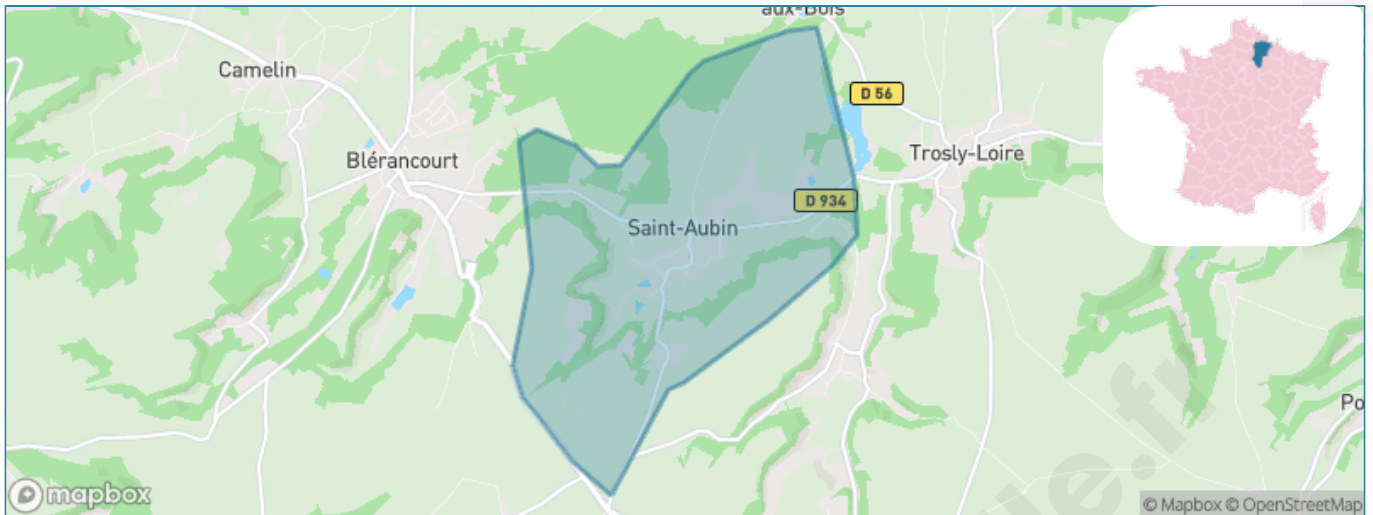 aux-Bois
Camelin
D 56
Blérancourt
Trosly-Loire
D 934
Saint-Aubin
Po
mapbox
© Mapbox © OpenStreetMap